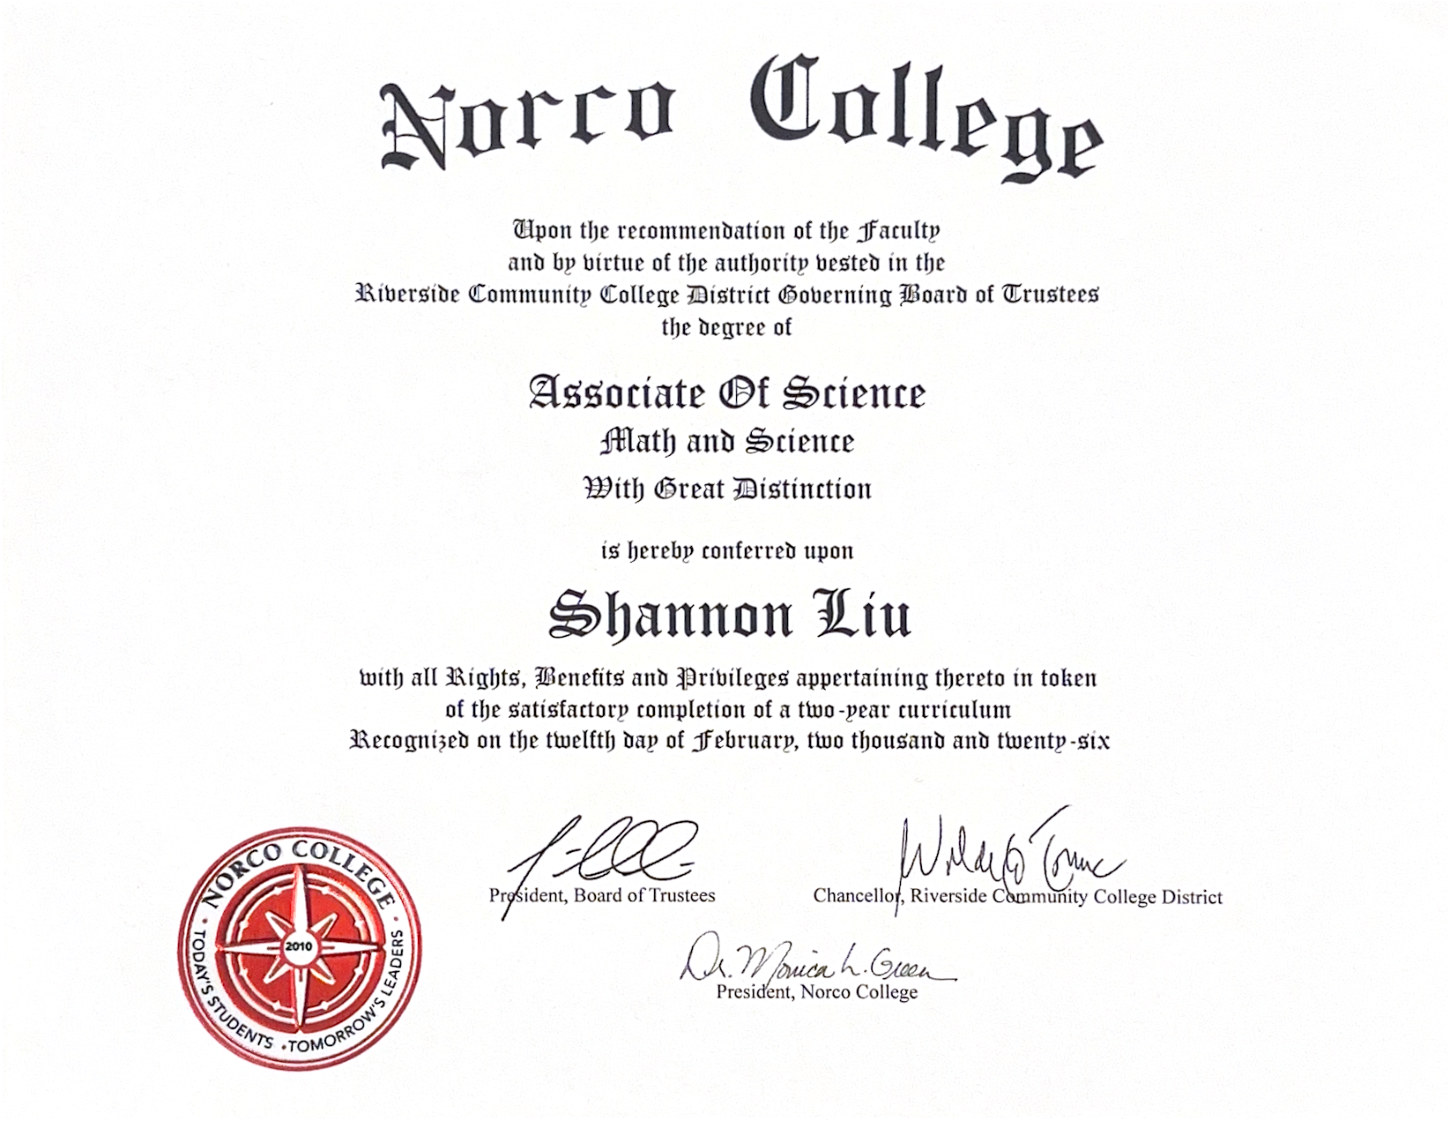 Norco College
Upon the recommendation of the Faculty
and by virtue of the authority vested in the
Riverside Community College District Governing Board of Trustees
the degree of
Associate Of Science
Math and Science
With Great Distinction
is hereby conferred upon
Shannon Liu
with all Rights, Benefits and Privileges appertaining thereto in token
of the satisfactory completion of a two-year curriculum
Recognized on the twelfth day of February, two thousand and twenty-six
President, Board of Trustees
Chancellor, Riverside Community College District
Dr. Monica L. Green
President, Norco College
NORCO COLLEGE
2010
• TODAY'S STUDENTS • TOMORROW'S LEADERS •